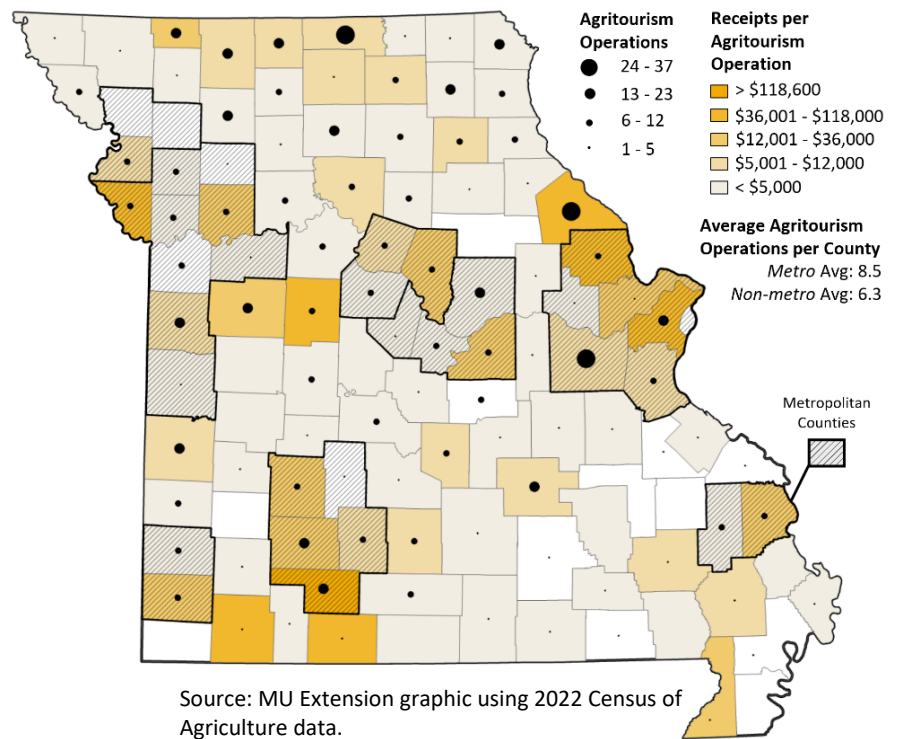 Agritourism
Operations
24 - 37
13 - 23
6 - 12
1 - 5
Receipts per
Agritourism
Operation
> $118,600
$36,001 - $118,000
$12,001 - $36,000
$5,001 - $12,000
< $5,000
Average Agritourism
Operations per County
Metro Avg: 8.5
Non-metro Avg: 6.3
Metropolitan
Counties
Source: MU Extension graphic using 2022 Census of
Agriculture data.